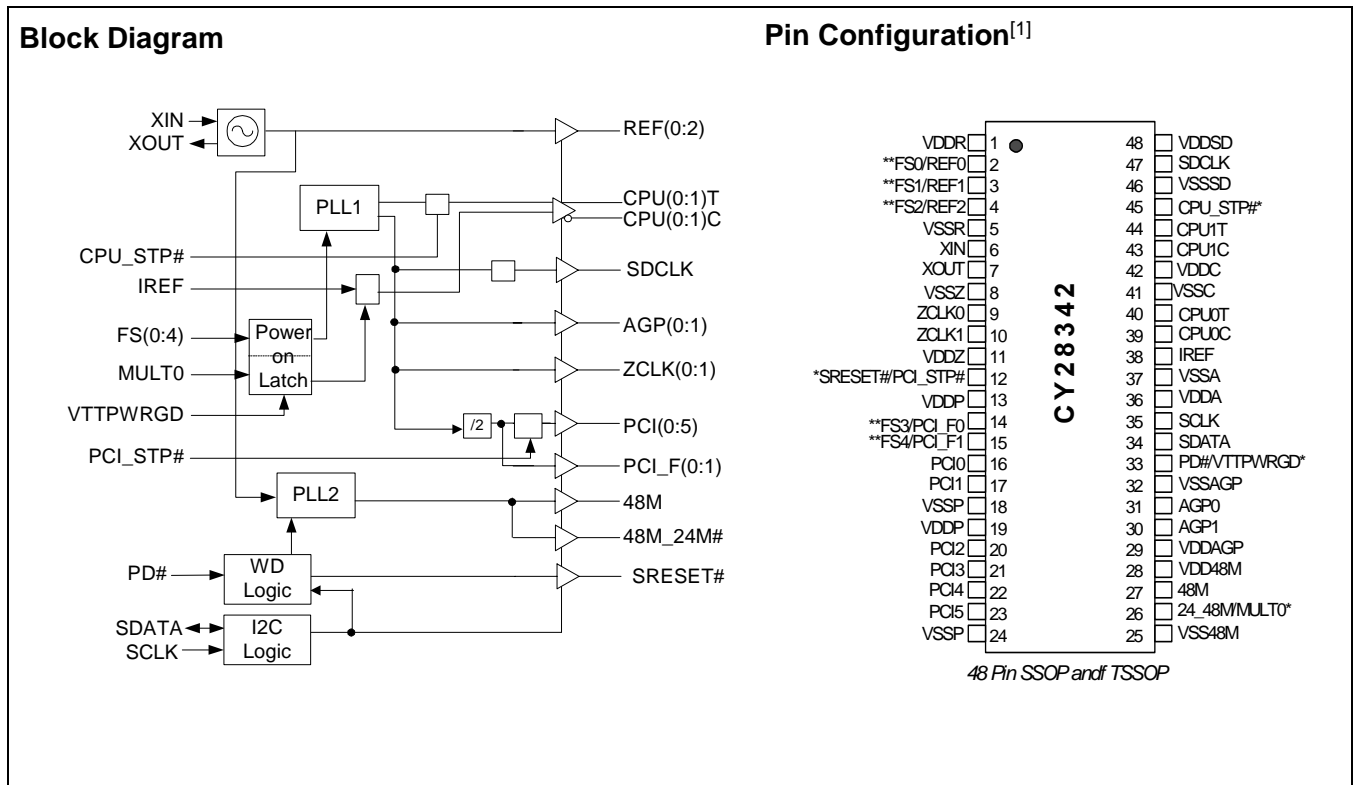 Block Diagram
XIN
XOUT
CPU_STP#
IREF
FS(0:4)
MULT0
VTTPWRGD
PCI_STP#
PD#
SDATA
SCLK
PLL1
Power
on
Latch
/2
PLL2
WD
Logic
I2C
Logic
REF(0:2)
CPU(0:1)T
CPU(0:1)C
SDCLK
AGP(0:1)
ZCLK(0:1)
PCI(0:5)
PCI_F(0:1)
48M
48M_24M#
SRESET#
Pin Configuration[1]
VDDR 1
**FS0/REF0 2
**FS1/REF1 3
**FS2/REF2 4
VSSR 5
XIN 6
XOUT 7
VSSZ 8
ZCLK0 9
ZCLK1 10
VDDZ 11
*SRESET#/PCI_STP# 12
VDDP 13
**FS3/PCI_F0 14
**FS4/PCI_F1 15
PCI0 16
PCI1 17
VSSP 18
VDDP 19
PCI2 20
PCI3 21
PCI4 22
PCI5 23
VSSP 24
CY28342
48 VDDSD
47 SDCLK
46 VSSSD
45 CPU_STP#*
44 CPU1T
43 CPU1C
42 VDDC
41 VSSC
40 CPU0T
39 CPU0C
38 IREF
37 VSSA
36 VDDA
35 SCLK
34 SDATA
33 PD#/VTTPWRGD*
32 VSSAGP
31 AGP0
30 AGP1
29 VDDAGP
28 VDD48M
27 48M
26 24_48M/MULT0*
25 VSS48M
48 Pin SSOP andf TSSOP